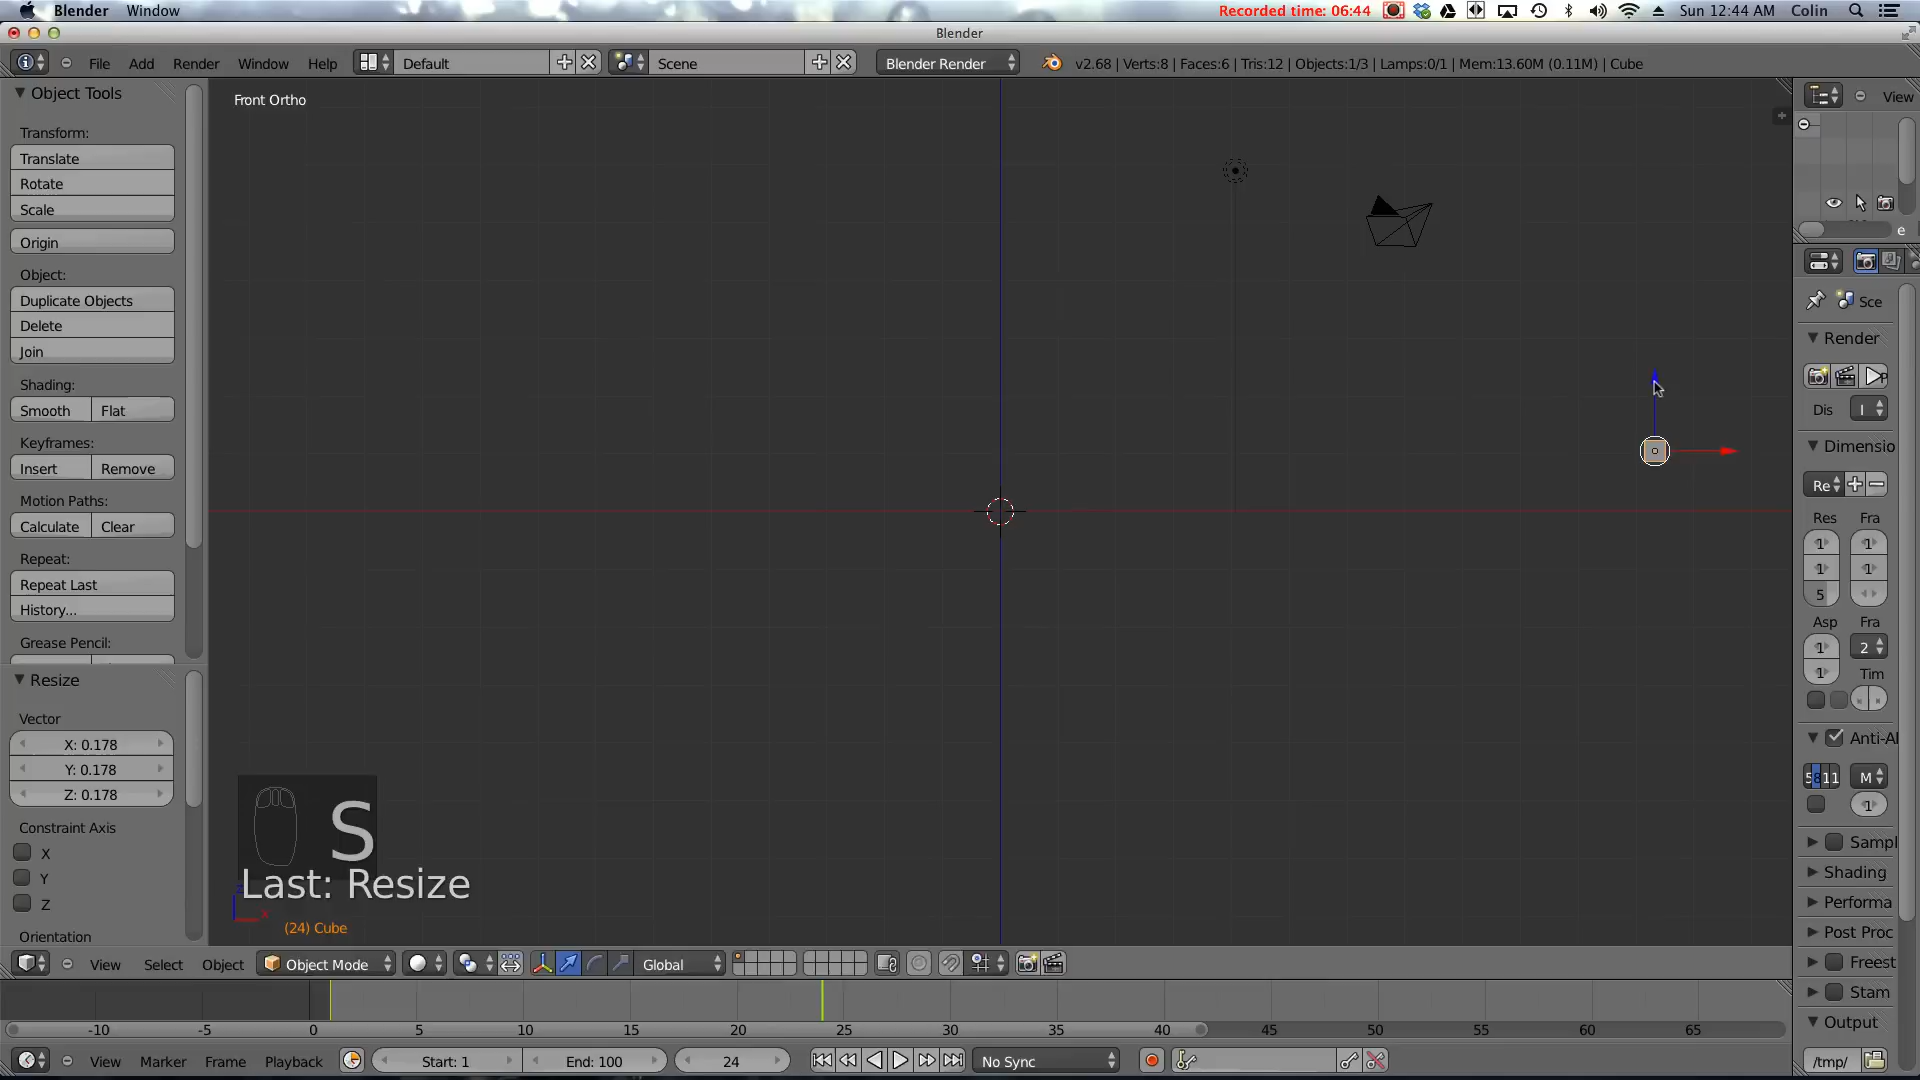 Blender Window Recorded time: 06:44 Sun 12:44 AM Colin
Blender
File Add Render Window Help Default Scene Blender Render v2.68 | Verts:8 | Faces:6 | Tris:12 | Objects:1/3 | Lamps:0/1 | Mem:13.60M (0.11M) | Cube
Object Tools
Front Ortho
View
Transform:
Translate
Rotate
Scale
Origin
e
Object:
Duplicate Objects
Sce
Delete
Render
Join
Shading:
Smooth Flat
Dis
Keyframes:
Dimensio
Insert Remove
Re
Motion Paths:
Res Fra
Calculate Clear
Repeat:
Repeat Last
5
History...
Asp Fra
Grease Pencil:
2
Tim
Resize
Vector
Anti-Al
X: 0.178
Y: 0.178
5 8 11 M
Z: 0.178
S
Constraint Axis
Sampl
X
Last: Resize
Shading
Y
Performa
Z
x
(24) Cube
Post Proc
Orientation
View Select Object Object Mode Global
Freest
Stam
Output
-10 -5 0 5 10 15 20 25 30 35 40 45 50 55 60 65
View Marker Frame Playback Start: 1 End: 100 24 No Sync /tmp/